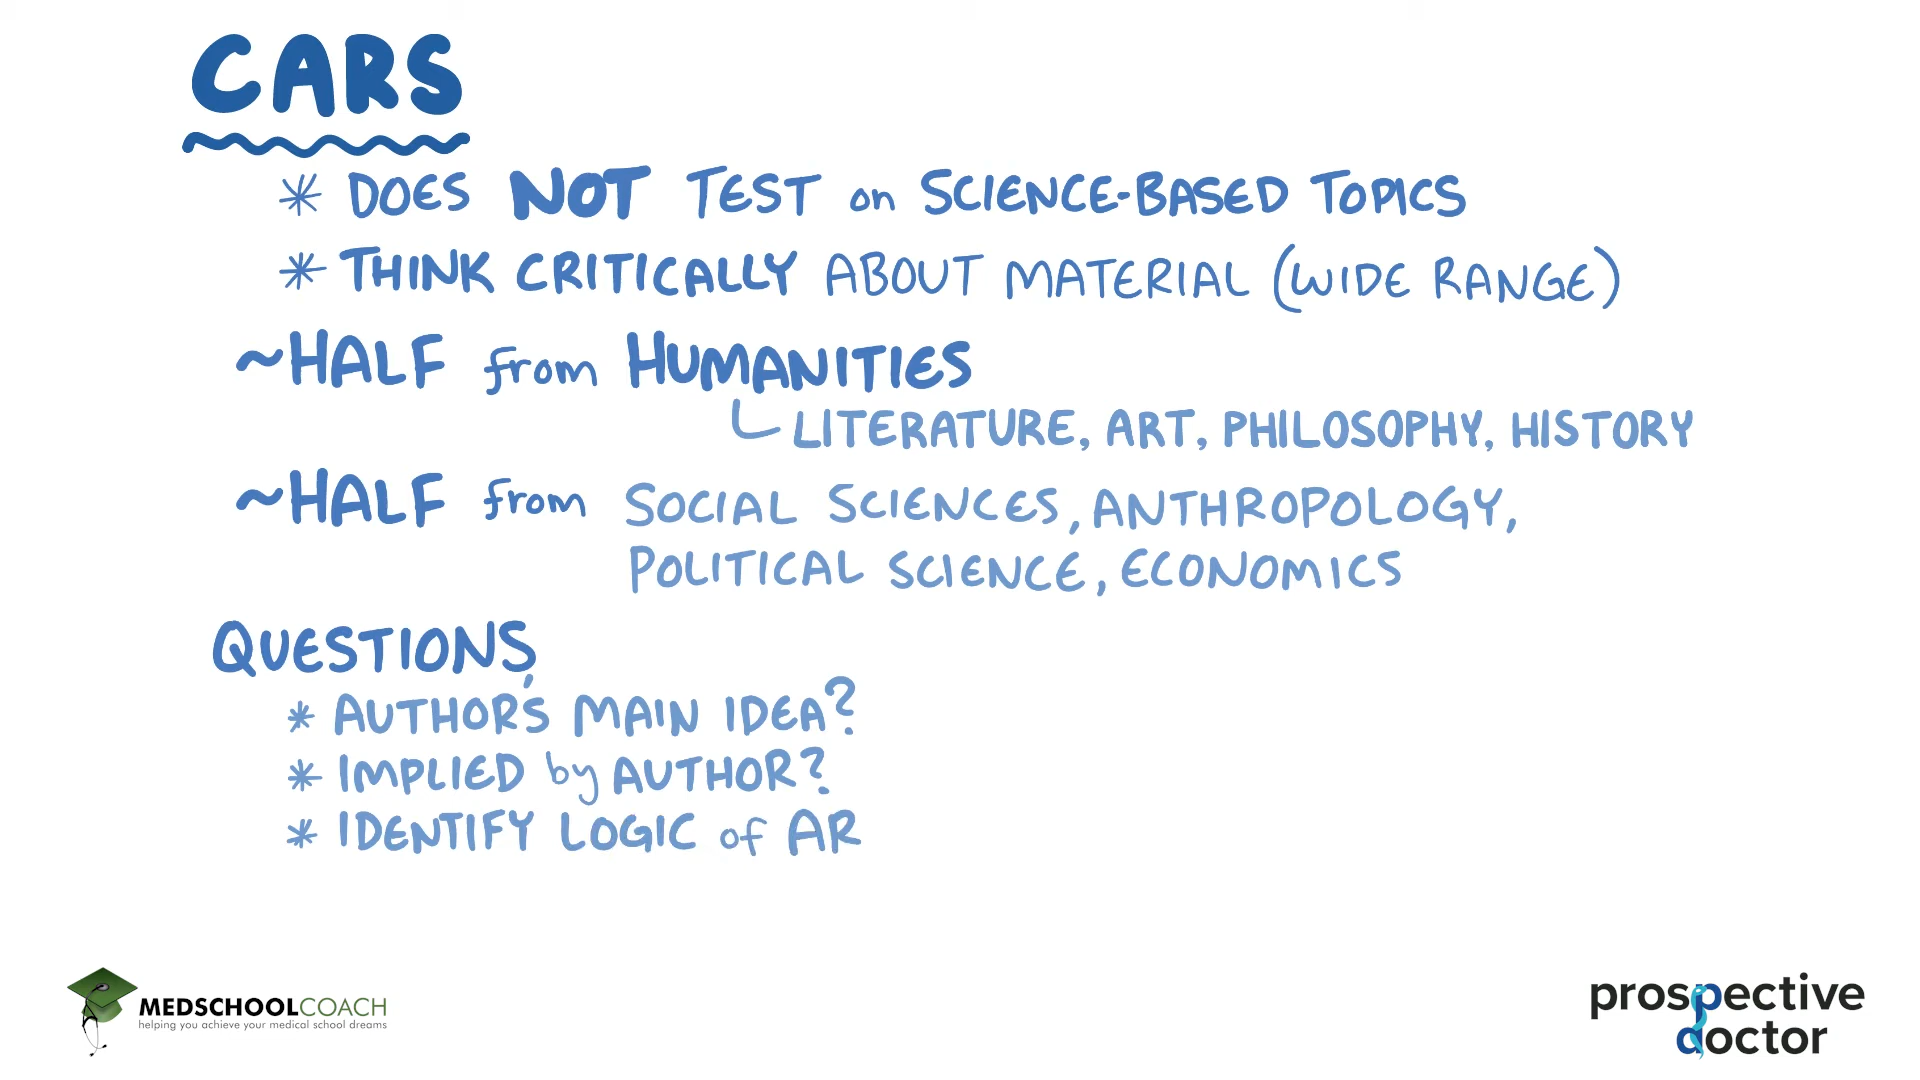 CARS
* DOES NOT TEST on SCIENCE-BASED TOPICS
* THINK CRITICALLY ABOUT MATERIAL (WIDE RANGE)
~HALF from HUMANITIES
LITERATURE, ART, PHILOSOPHY, HISTORY
~HALF from SOCIAL SCIENCES, ANTHROPOLOGY,
POLITICAL SCIENCE, ECONOMICS
QUESTIONS
* AUTHOR'S MAIN IDEA?
* IMPLIED by AUTHOR?
* IDENTIFY LOGIC of AR
MEDSCHOOLCOACH
helping you achieve your medical school dreams
prospective
doctor